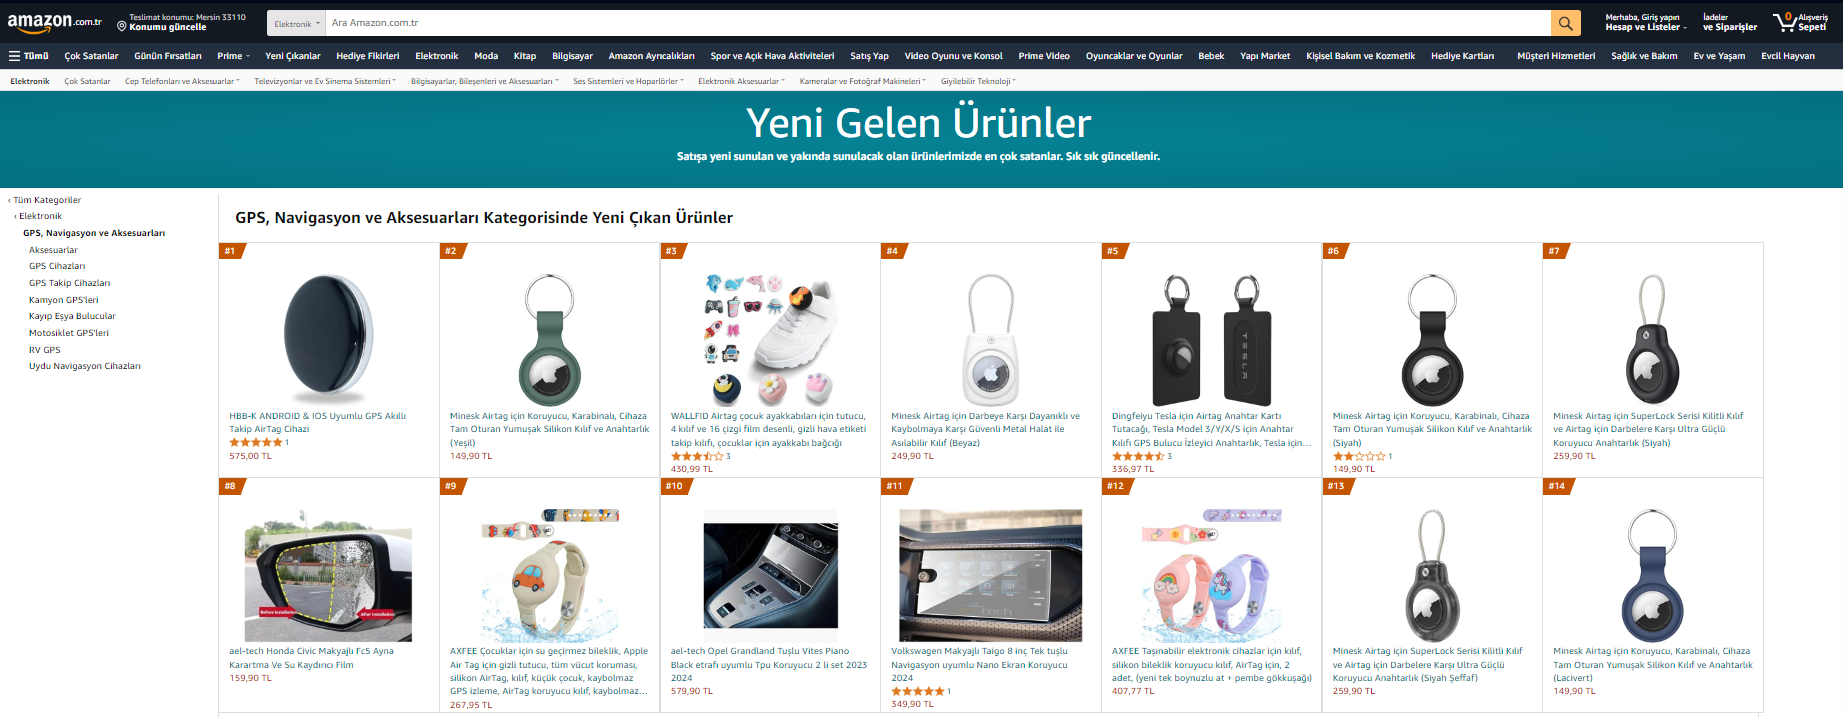 amazon.com.tr
Teslimat konumu: Mersin 33110
Konumu güncelle
Elektronik
Ara Amazon.com.tr
Merhaba, Giriş yapın
Hesap ve Listeler
İadeler
ve Siparişler
0
Alışveriş
Sepeti
Tümü Çok Satanlar Günün Fırsatları Prime Yeni Çıkanlar Hediye Fikirleri Elektronik Moda Kitap Bilgisayar Amazon Ayrıcalıkları Spor ve Açık Hava Aktiviteleri Satış Yap Video Oyunu ve Konsol Prime Video Oyuncaklar ve Oyunlar Bebek Yapı Market Kişisel Bakım ve Kozmetik Hediye Kartları Müşteri Hizmetleri Sağlık ve Bakım Ev ve Yaşam Evcil Hayvan
Elektronik Çok Satanlar Cep Telefonları ve Aksesuarlar Televizyonlar ve Ev Sinema Sistemleri Bilgisayarlar, Bileşenleri ve Aksesuarları Ses Sistemleri ve Hoparlörler Elektronik Aksesuarlar Kameralar ve Fotoğraf Makineleri Giyilebilir Teknoloji
Yeni Gelen Ürünler
Satışa yeni sunulan ve yakında sunulacak olan ürünlerimizde en çok satanlar. Sık sık güncellenir.
‹ Tüm Kategoriler
‹ Elektronik
GPS, Navigasyon ve Aksesuarları
Aksesuarlar
GPS Cihazları
GPS Takip Cihazları
Kamyon GPS'leri
Kayıp Eşya Bulucular
Motosiklet GPS'leri
RV GPS
Uydu Navigasyon Cihazları
GPS, Navigasyon ve Aksesuarları Kategorisinde Yeni Çıkan Ürünler
#1
HBB-K ANDROID & IOS Uyumlu GPS Akıllı
Takip AirTag Cihazı
1
575,00 TL
#2
Minesk Airtag için Koruyucu, Karabinalı, Cihaza
Tam Oturan Yumuşak Silikon Kılıf ve Anahtarlık
(Yeşil)
149,90 TL
#3
WALLFID Airtag çocuk ayakkabıları için tutucu,
4 kılıf ve 16 çizgi film desenli, gizli hava etiketi
takip kılıfı, çocuklar için ayakkabı bağcığı
3
430,99 TL
#4
Minesk Airtag için Darbeye Karşı Dayanıklı ve
Kaybolmaya Karşı Güvenli Metal Halat ile
Asılabilir Kılıf (Beyaz)
249,90 TL
#5
TESLA
Dingfeiyu Tesla için Airtag Anahtar Kartı
Tutacağı, Tesla Model 3/Y/X/S için Anahtar
Kılıfı GPS Bulucu İzleyici Anahtarlık, Tesla için...
3
336,97 TL
#6
Minesk Airtag için Koruyucu, Karabinalı, Cihaza
Tam Oturan Yumuşak Silikon Kılıf ve Anahtarlık
(Siyah)
1
149,90 TL
#7
Minesk Airtag için SuperLock Serisi Kilitli Kılıf
ve Airtag için Darbelere Karşı Ultra Güçlü
Koruyucu Anahtarlık (Siyah)
259,90 TL
#8
Before installation
After installation
ael-tech Honda Civic Makyajlı Fc5 Ayna
Karartma Ve Su Kaydırıcı Film
159,90 TL
#9
AXFEE Çocuklar için su geçirmez bileklik, Apple
Air Tag için gizli tutucu, tüm vücut koruması,
silikon AirTag, kılıf, küçük çocuk, kaybolmaz
GPS izleme, AirTag koruyucu kılıf, kaybolmaz...
267,95 TL
#10
ael-tech Opel Grandland Tuşlu Vites Piano
Black etrafı uyumlu Tpu Koruyucu 2 li set 2023
2024
579,90 TL
#11
tech
Volkswagen Makyajlı Taigo 8 inç Tek tuşlu
Navigasyon uyumlu Nano Ekran Koruyucu
2024
1
349,90 TL
#12
AXFEE Taşınabilir elektronik cihazlar için kılıf,
silikon bileklik koruyucu kılıf, AirTag için, 2
adet, (yeni tek boynuzlu at + pembe gökkuşağı)
407,77 TL
#13
Minesk Airtag için SuperLock Serisi Kilitli Kılıf
ve Airtag için Darbelere Karşı Ultra Güçlü
Koruyucu Anahtarlık (Siyah Şeffaf)
259,90 TL
#14
Minesk Airtag için Koruyucu, Karabinalı, Cihaza
Tam Oturan Yumuşak Silikon Kılıf ve Anahtarlık
(Lacivert)
149,90 TL